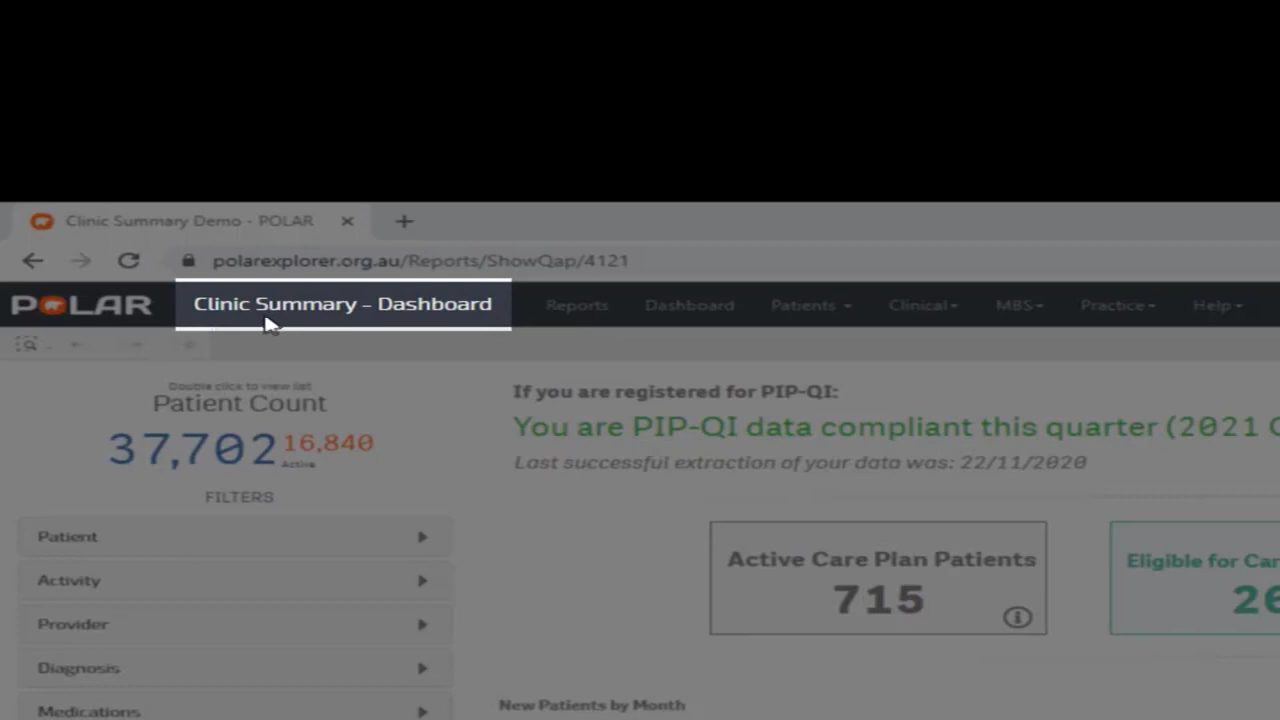 Clinic Summary Demo - POLAR
polarexplorer.org.au/Reports/ShowQap/4121
POLAR Clinic Summary – Dashboard Reports Dashboard Patients Clinical MBS Practice Help
Double click to view list
Patient Count
37,702 16,840
Active
FILTERS
Patient
Activity
Provider
Diagnosis
Medications
If you are registered for PIP-QI:
You are PIP-QI data compliant this quarter (2021
Last successful extraction of your data was: 22/11/2020
Active Care Plan Patients
715
Eligible for
New Patients by Month